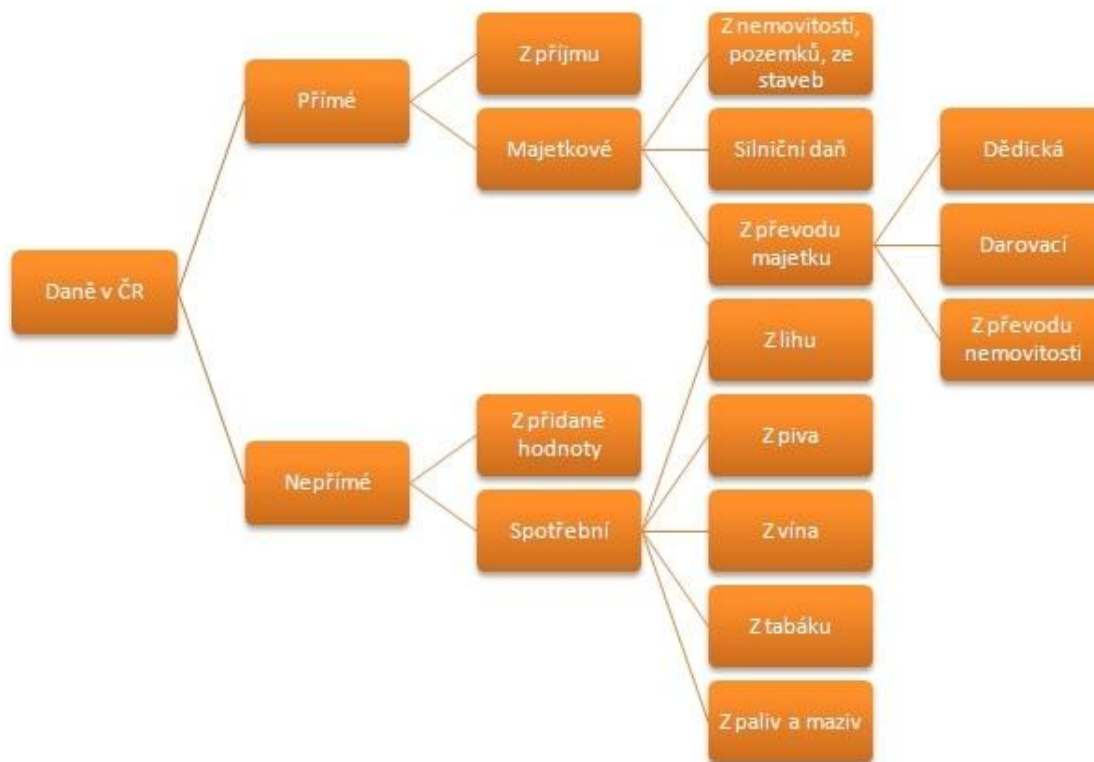 Daně v ČR
Přímé
Z příjmu
Majetkové
Z nemovitostí,
pozemků, ze
staveb
Silniční daň
Z převodu
majetku
Dědická
Darovací
Z převodu
nemovitosti
Nepřímé
Z přidané
hodnoty
Spotřební
Z lihu
Z piva
Z vína
Z tabáku
Z paliv a maziv